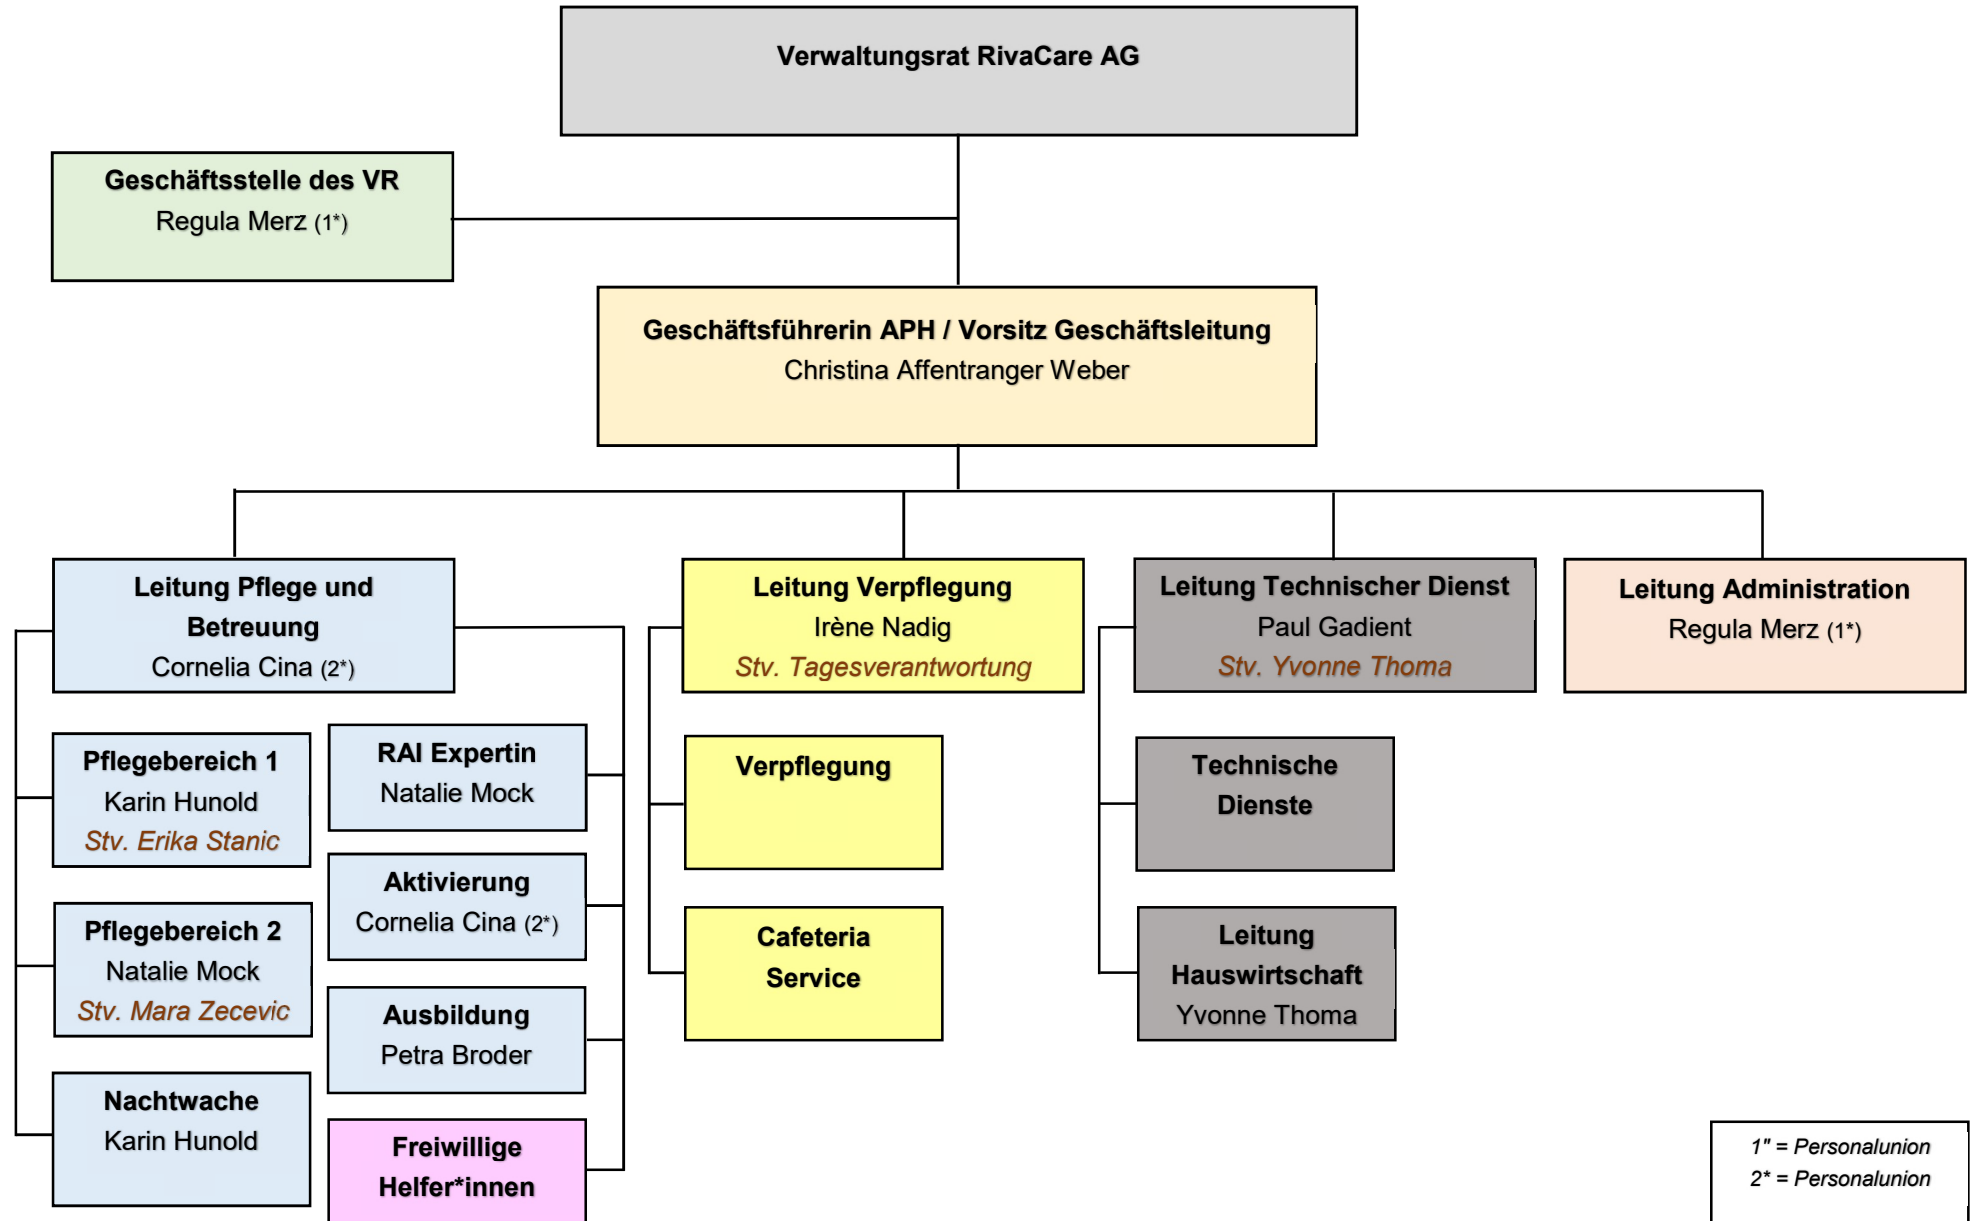 Verwaltungsrat RivaCare AG
Geschäftsstelle des VR
Regula Merz (1*)
Geschäftsführerin APH / Vorsitz Geschäftsleitung
Christina Affentranger Weber
Leitung Pflege und
Betreuung
Cornelia Cina (2*)
Leitung Verpflegung
Irène Nadig
Stv. Tagesverantwortung
Leitung Technischer Dienst
Paul Gadient
Stv. Yvonne Thoma
Leitung Administration
Regula Merz (1*)
Pflegebereich 1
Karin Hunold
Stv. Erika Stanic
RAI Expertin
Natalie Mock
Verpflegung
Technische
Dienste
Aktivierung
Cornelia Cina (2*)
Pflegebereich 2
Natalie Mock
Stv. Mara Zecevic
Cafeteria
Service
Leitung
Hauswirtschaft
Yvonne Thoma
Ausbildung
Petra Broder
Nachtwache
Karin Hunold
Freiwillige
Helfer*innen
1" = Personalunion
2* = Personalunion